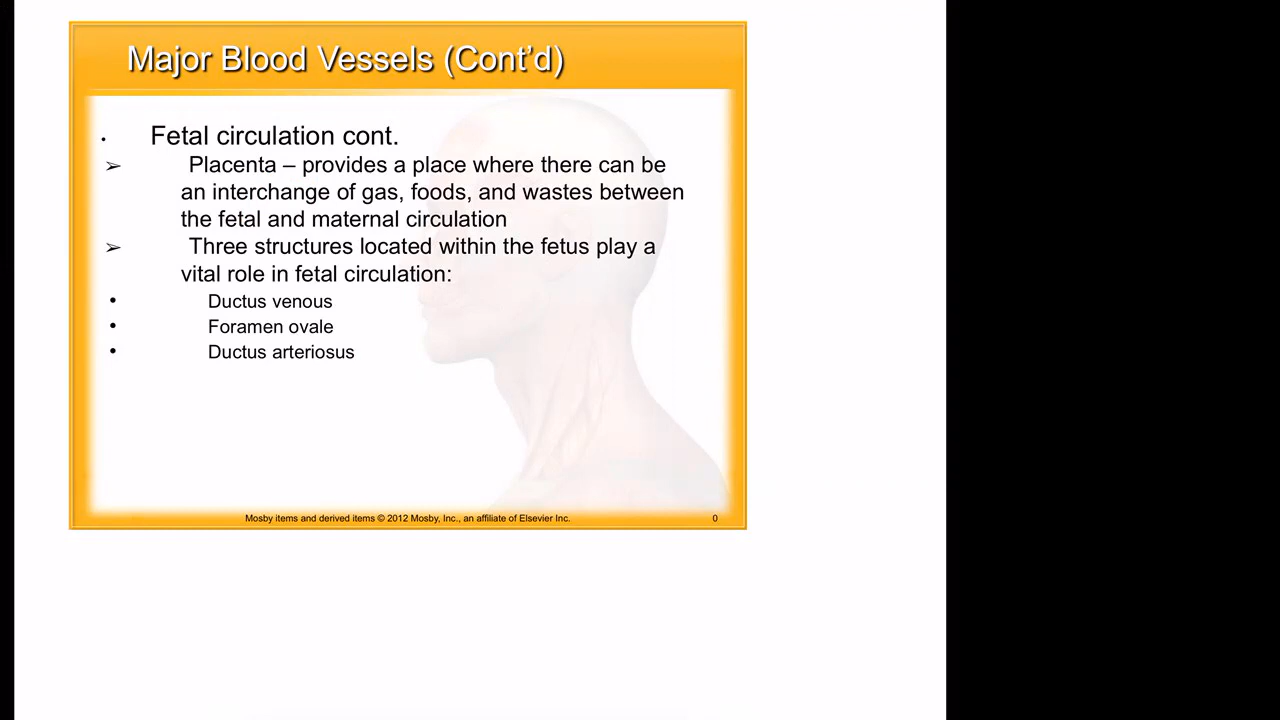 Major Blood Vessels (Cont’d)
• Fetal circulation cont.
➢ Placenta – provides a place where there can be
an interchange of gas, foods, and wastes between
the fetal and maternal circulation
➢ Three structures located within the fetus play a
vital role in fetal circulation:
• Ductus venous
• Foramen ovale
• Ductus arteriosus
Mosby items and derived items © 2012 Mosby, Inc., an affiliate of Elsevier Inc. 0